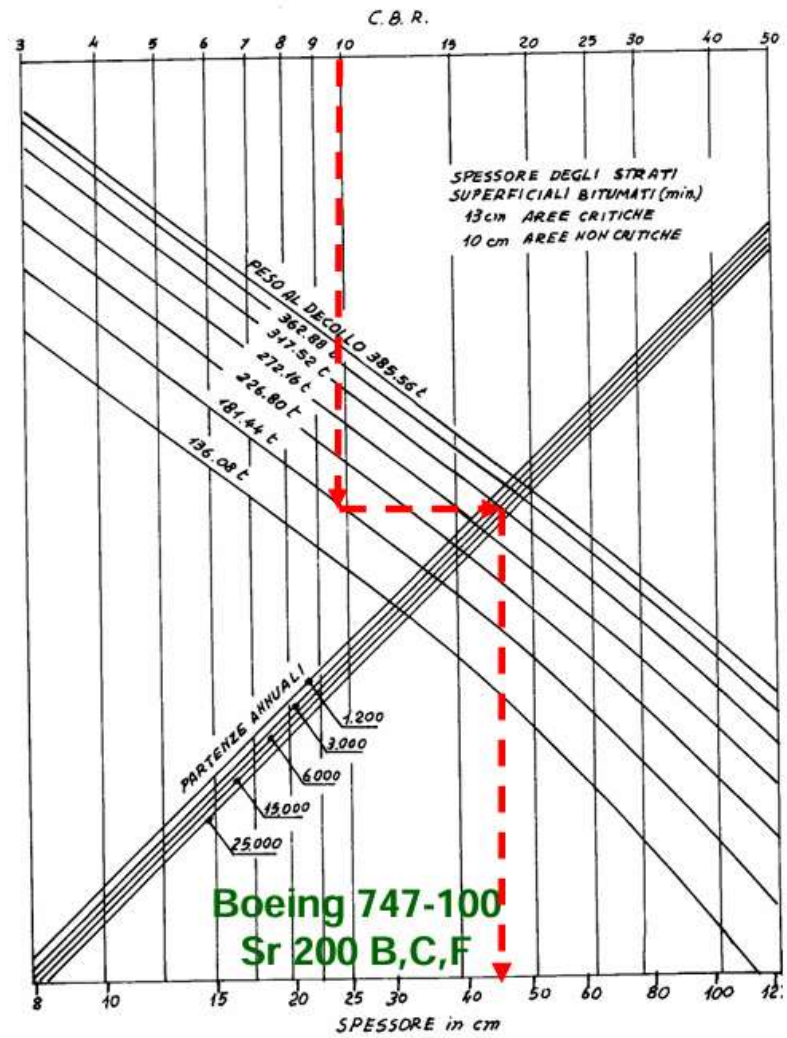 C.B.R.
3 4 5 6 7 8 9 10 15 20 25 30 40 50
SPESSORE DEGLI STRATI
SUPERFICIALI BITUMATI (min.)
13 cm AREE CRITICHE
10 cm AREE NON CRITICHE
PESO AL DECOLLO 385.56 t
362.88 t
317.52 t
272.16 t
226.80 t
181.44 t
136.08 t
PARTENZE ANNUALI
1.200
3.000
6000
15.000
25.000
Boeing 747-100
Sr 200 B,C,F
8 10 15 20 25 30 40 50 60 80 100 12
SPESSORE in cm